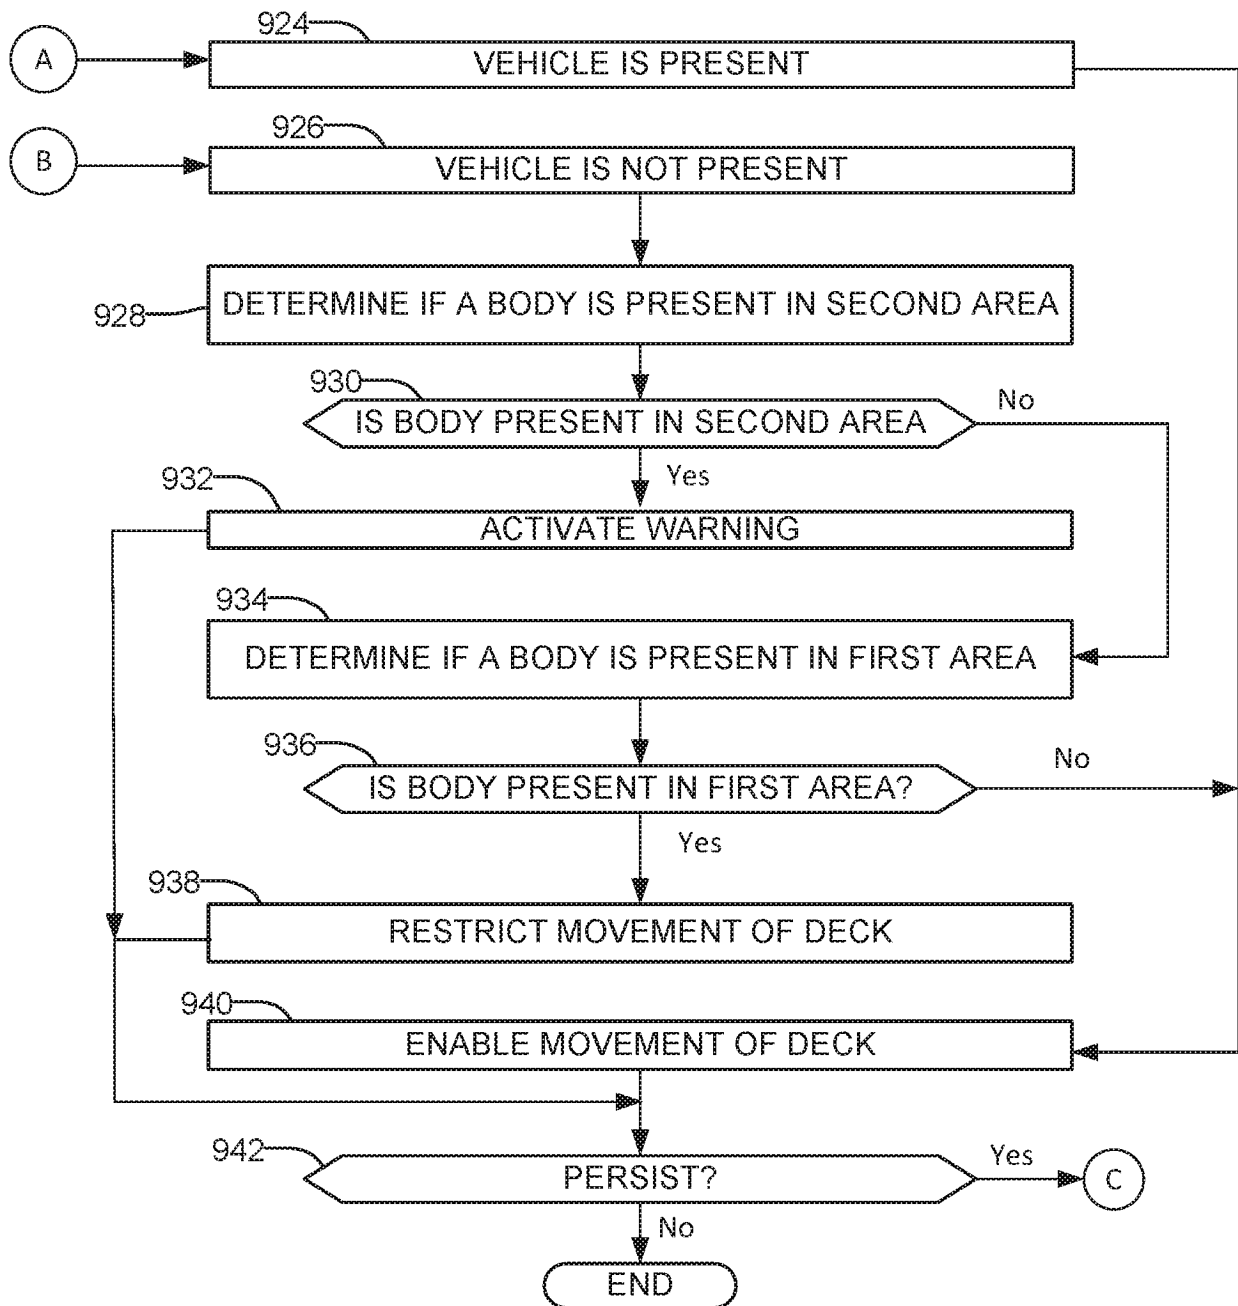 924
A
VEHICLE IS PRESENT
926
B
VEHICLE IS NOT PRESENT
928
DETERMINE IF A BODY IS PRESENT IN SECOND AREA
930
IS BODY PRESENT IN SECOND AREA
No
Yes
932
ACTIVATE WARNING
934
DETERMINE IF A BODY IS PRESENT IN FIRST AREA
936
IS BODY PRESENT IN FIRST AREA?
No
Yes
938
RESTRICT MOVEMENT OF DECK
940
ENABLE MOVEMENT OF DECK
942
PERSIST?
Yes
C
No
END